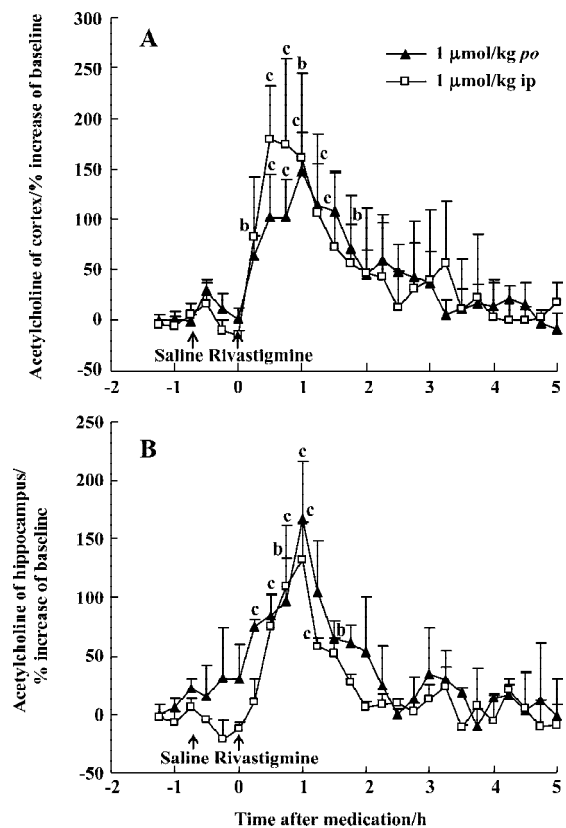 A
1 µmol/kg po
1 µmol/kg ip
Acetylcholine of cortex/% increase of baseline
300
250
200
150
100
50
0
-50
c
c
b
c
c
c
c
b
b
Saline Rivastigmine
-2 -1 0 1 2 3 4 5
B
Acetylcholine of hippocampus/
% increase of baseline
250
200
150
100
50
0
-50
c
c
c
b
c
c
c
b
Saline Rivastigmine
-2 -1 0 1 2 3 4 5
Time after medication/h